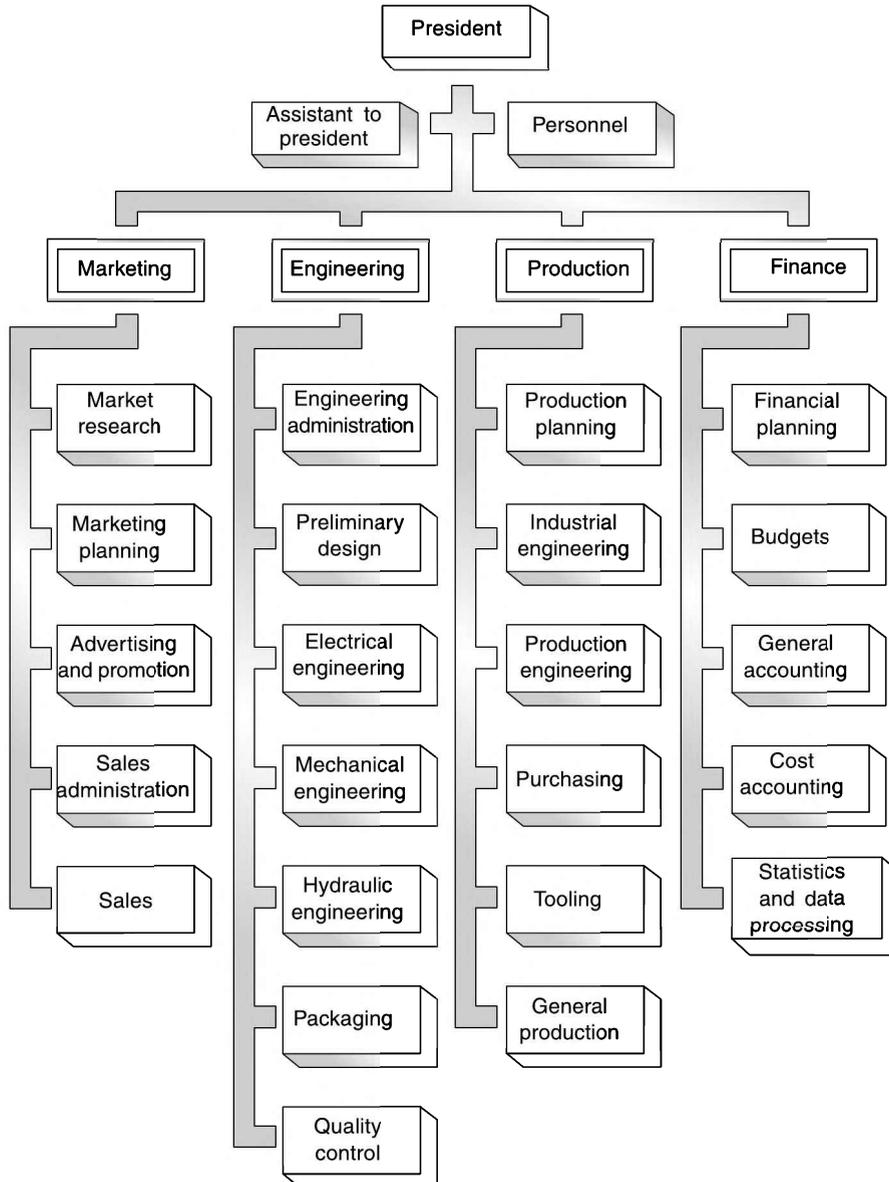 President
Assistant to
president
Personnel
Marketing
Engineering
Production
Finance
Market
research
Marketing
planning
Advertising
and promotion
Sales
administration
Sales
Engineering
administration
Preliminary
design
Electrical
engineering
Mechanical
engineering
Hydraulic
engineering
Packaging
Quality
control
Production
planning
Industrial
engineering
Production
engineering
Purchasing
Tooling
General
production
Financial
planning
Budgets
General
accounting
Cost
accounting
Statistics
and data
processing